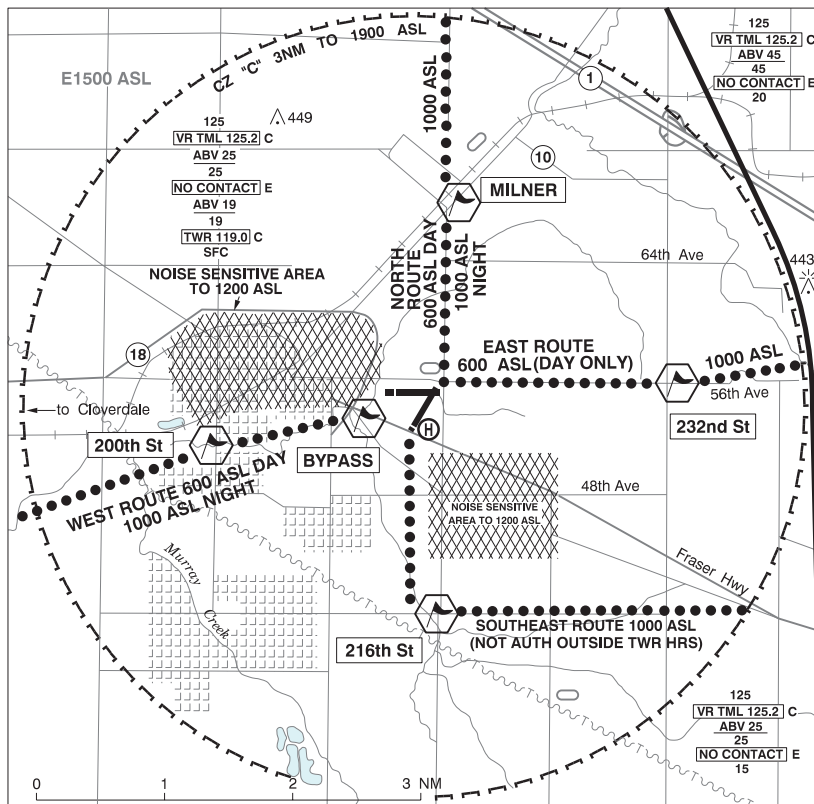 CZ "C" 3NM TO 1900 ASL
E1500 ASL
125
VR TML 125.2 C
ABV 45
45
NO CONTACT E
20
1
1000 ASL
449
125
VR TML 125.2 C
ABV 25
25
NO CONTACT E
ABV 19
19
TWR 119.0 C
SFC
10
MILNER
NOISE SENSITIVE AREA
TO 1200 ASL
NORTH
ROUTE
600 ASL DAY
1000 ASL
NIGHT
64th Ave
443
18
EAST ROUTE
600 ASL (DAY ONLY)
1000 ASL
56th Ave
to Cloverdale
200th St
BYPASS
H
232nd St
WEST ROUTE 600 ASL DAY
1000 ASL NIGHT
48th Ave
NOISE SENSITIVE
AREA TO 1200 ASL
Murray
Creek
Fraser Hwy
216th St
SOUTHEAST ROUTE 1000 ASL
(NOT AUTH OUTSIDE TWR HRS)
125
VR TML 125.2 C
ABV 25
25
NO CONTACT E
15
0 1 2 3 NM